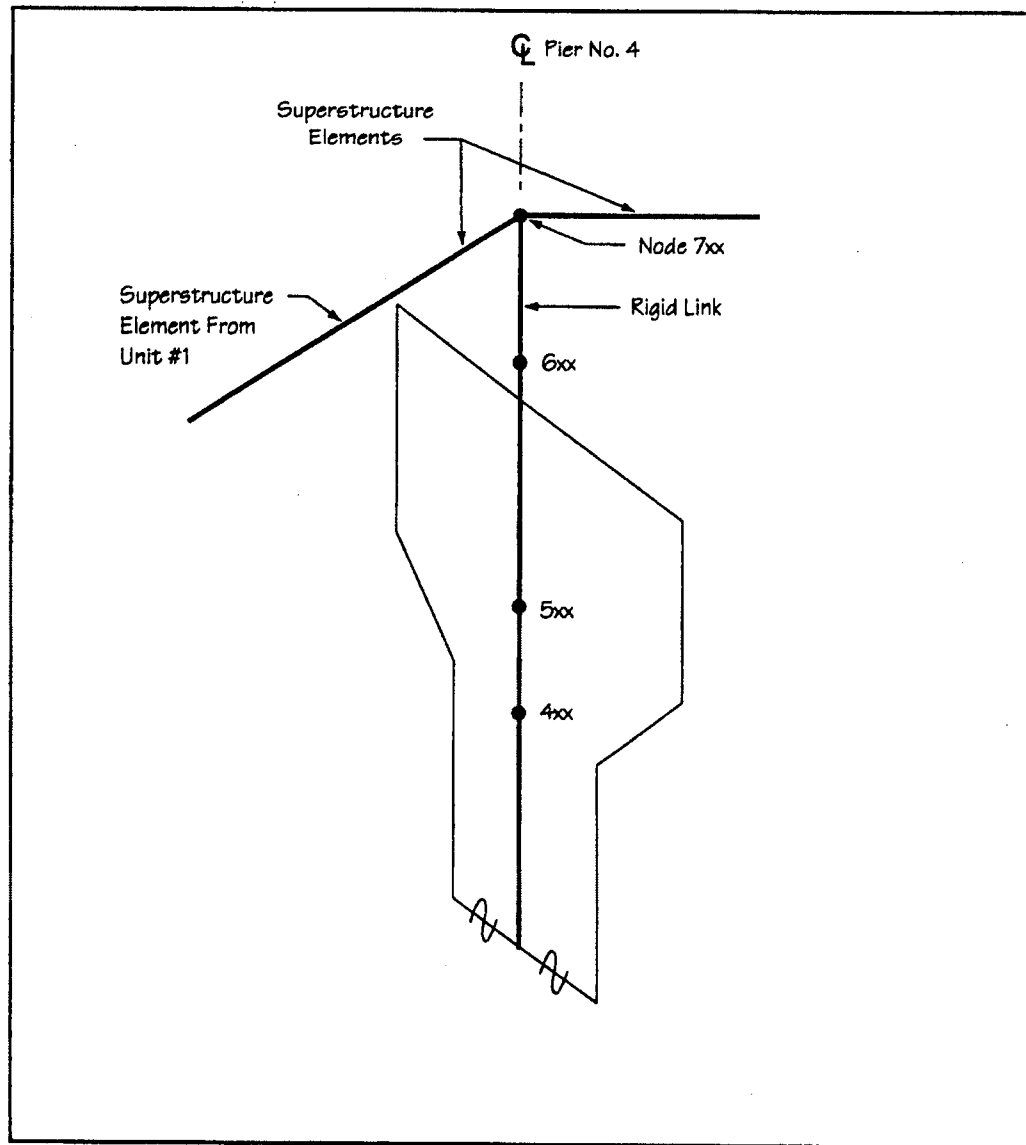 ℄ Pier No. 4
Superstructure
Elements
Node 7xx
Superstructure
Element From
Unit #1
Rigid Link
6xx
5xx
4xx